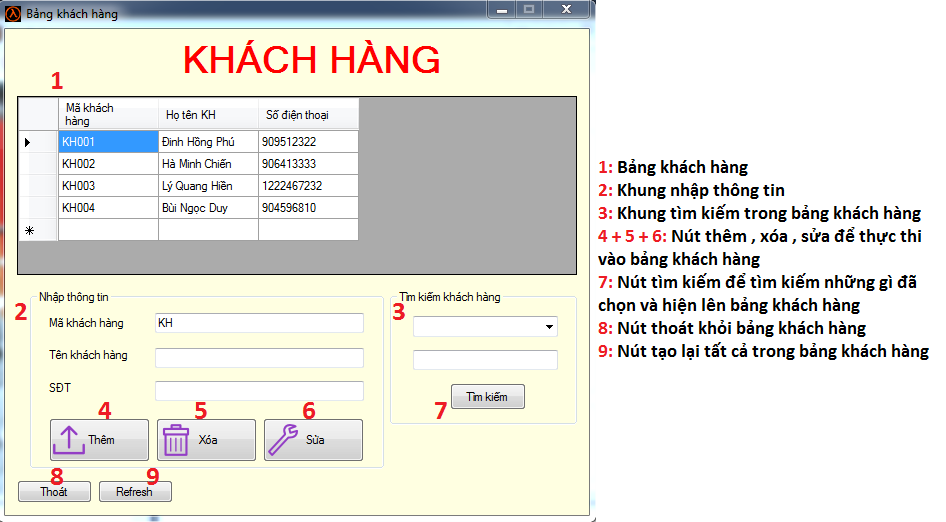 Bảng khách hàng
KHÁCH HÀNG
1
Mã khách hàng Họ tên KH Số điện thoại
KH001 Đinh Hồng Phú 909512322
KH002 Hà Minh Chiến 906413333
KH003 Lý Quang Hiền 1222467232
KH004 Bùi Ngọc Duy 904596810
Nhập thông tin
2
Mã khách hàng KH
Tên khách hàng
SĐT
4 5 6
Thêm Xóa Sửa
Tìm kiếm khách hàng
3
Tìm kiếm
7
8 9
Thoát Refresh
1: Bảng khách hàng
2: Khung nhập thông tin
3: Khung tìm kiếm trong bảng khách hàng
4 + 5 + 6: Nút thêm , xóa , sửa để thực thi
vào bảng khách hàng
7: Nút tìm kiếm để tìm kiếm những gì đã
chọn và hiện lên bảng khách hàng
8: Nút thoát khỏi bảng khách hàng
9: Nút tạo lại tất cả trong bảng khách hàng